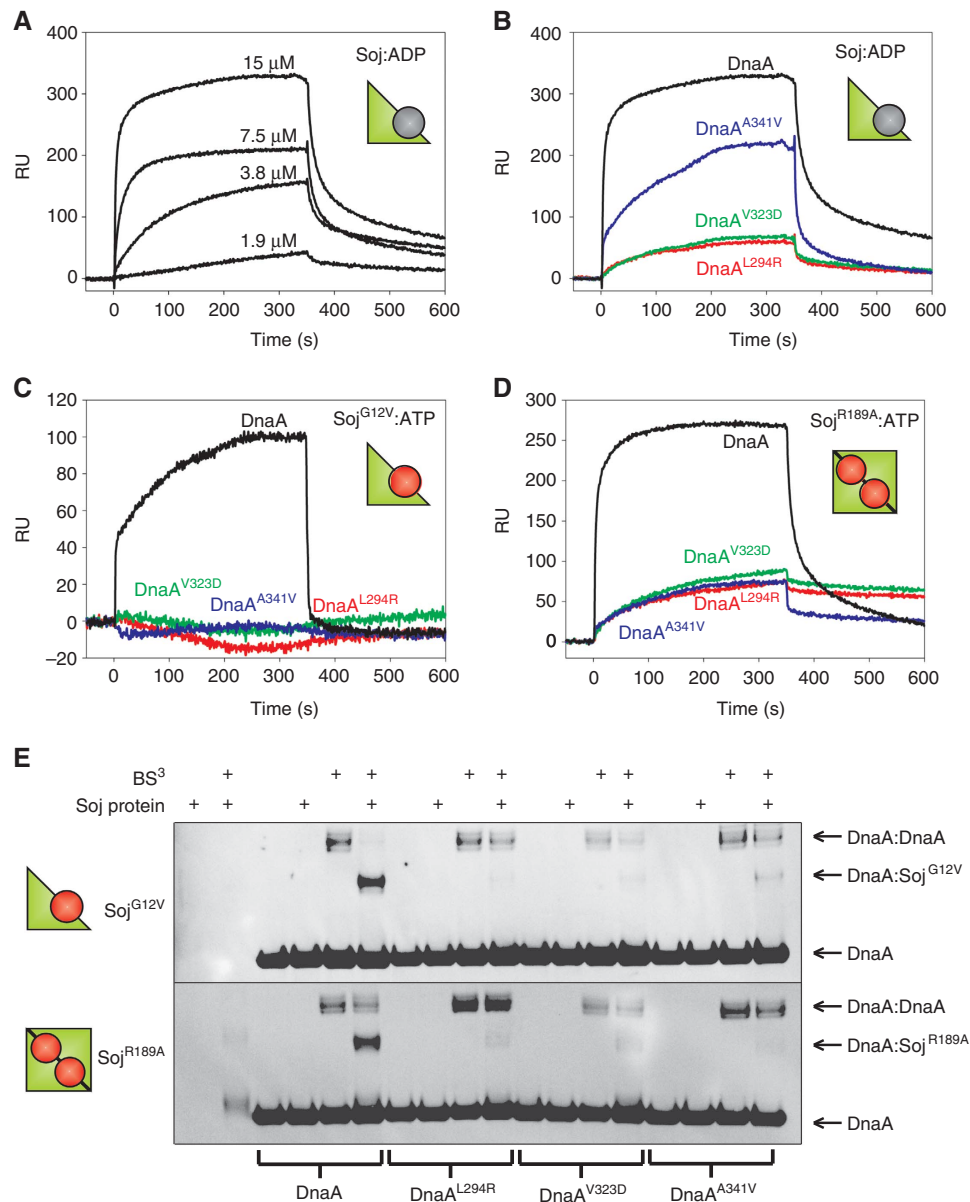 A
Soj:ADP
400
300
200
100
0
RU
15 μM
7.5 μM
3.8 μM
1.9 μM
0 100 200 300 400 500 600
Time (s)
B
Soj:ADP
400
300
200
100
0
RU
DnaA
DnaA^A341V
DnaA^V323D
DnaA^L294R
0 100 200 300 400 500 600
Time (s)
C
Soj^G12V:ATP
120
100
80
60
40
20
0
–20
RU
DnaA
DnaA^V323D
DnaA^A341V
DnaA^L294R
0 100 200 300 400 500 600
Time (s)
D
Soj^R189A:ATP
300
250
200
150
100
50
0
RU
DnaA
DnaA^V323D
DnaA^L294R
DnaA^A341V
0 100 200 300 400 500 600
Time (s)
E
BS³ + + + + + + + + +
Soj protein + + + + + + + + + +
Soj^G12V
DnaA:DnaA
DnaA:Soj^G12V
DnaA
Soj^R189A
DnaA:DnaA
DnaA:Soj^R189A
DnaA
DnaA DnaA^L294R DnaA^V323D DnaA^A341V